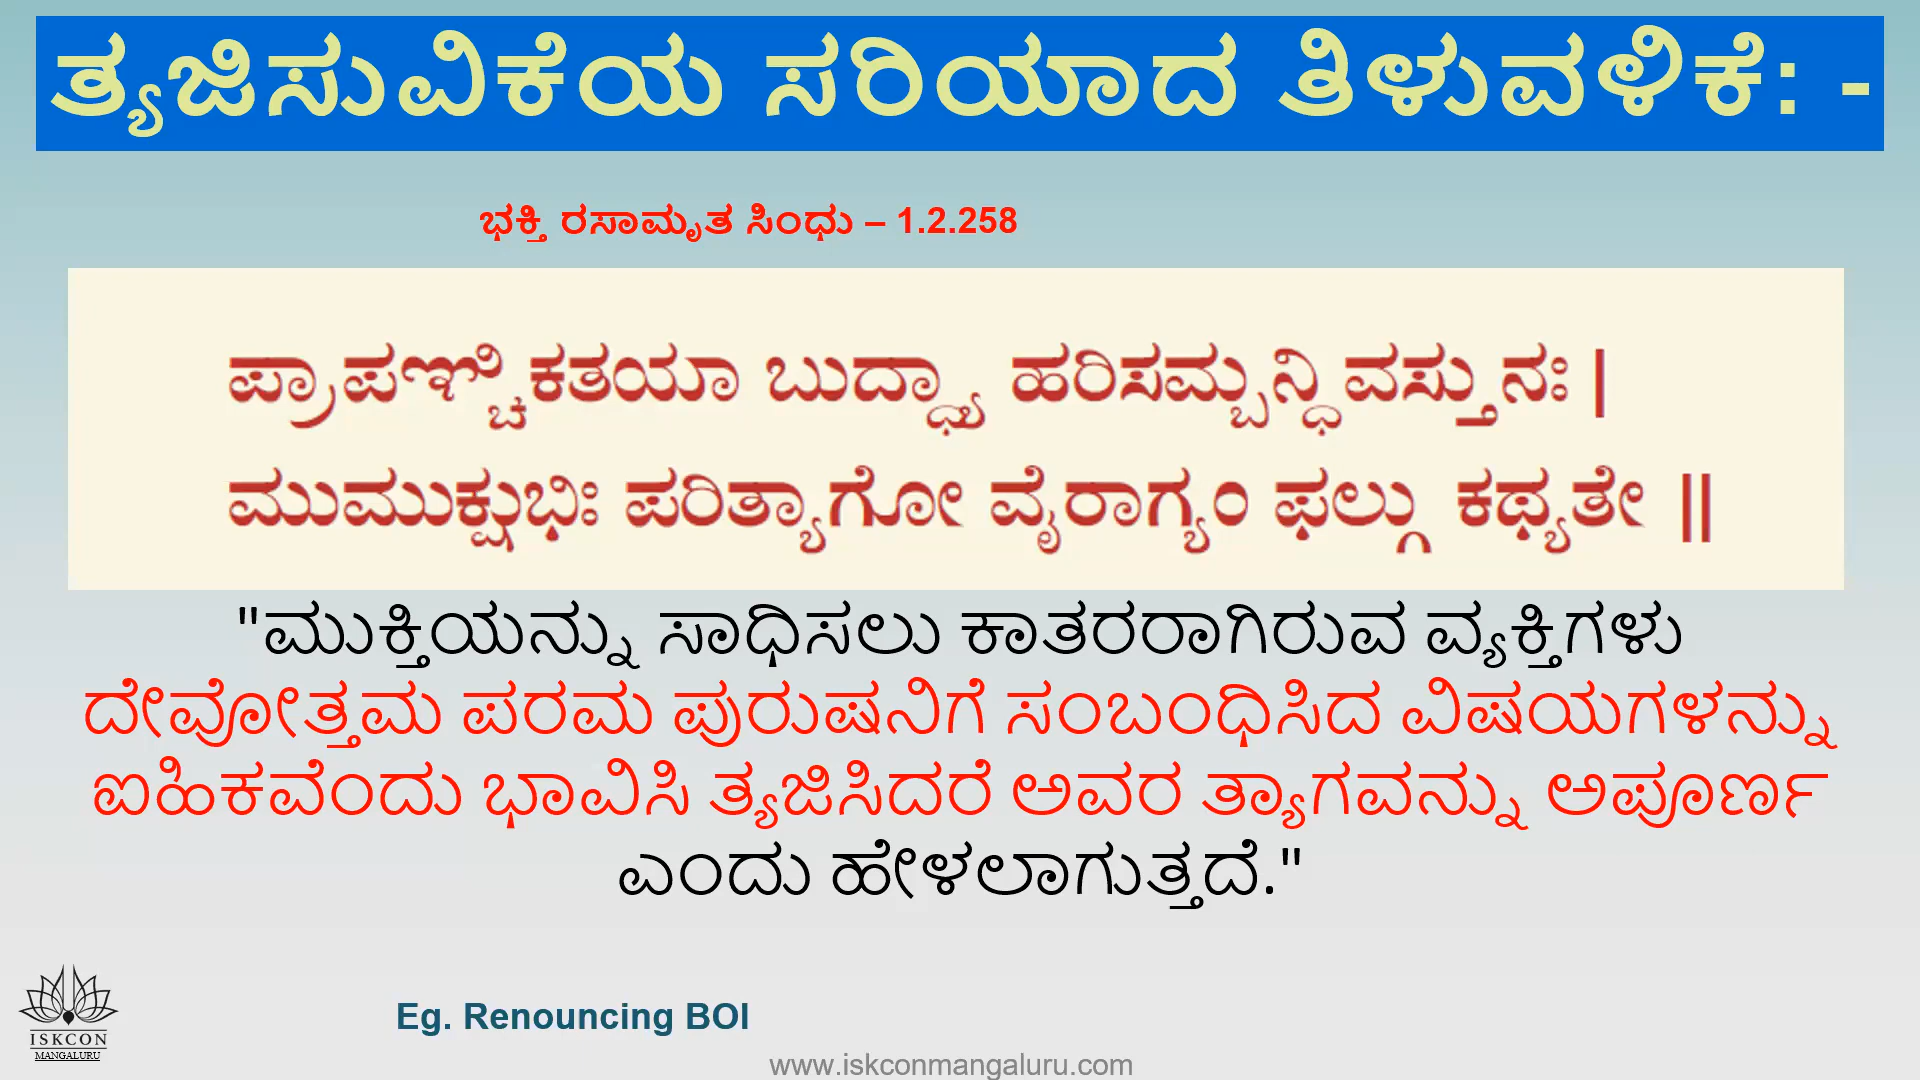 ತ್ಯಜಿಸುವಿಕೆಯ ಸರಿಯಾದ ತಿಳುವಳಿಕೆ: -
ಭಕ್ತಿ ರಸಾಮೃತ ಸಿಂಧು – 1.2.258
ಪ್ರಾಪಞ್ಚಿಕತಯಾ ಬುದ್ಧ್ಯಾ ಹರಿಸಮ್ಬನ್ಧಿವಸ್ತುನಃ |
ಮುಮುಕ್ಷುಭಿಃ ಪರಿತ್ಯಾಗೋ ವೈರಾಗ್ಯಂ ಫಲ್ಗು ಕಥ್ಯತೇ ||
"ಮುಕ್ತಿಯನ್ನು ಸಾಧಿಸಲು ಕಾತರರಾಗಿರುವ ವ್ಯಕ್ತಿಗಳು
ದೇವೋತ್ತಮ ಪರಮ ಪುರುಷನಿಗೆ ಸಂಬಂಧಿಸಿದ ವಿಷಯಗಳನ್ನು
ಐಹಿಕವೆಂದು ಭಾವಿಸಿ ತ್ಯಜಿಸಿದರೆ ಅವರ ತ್ಯಾಗವನ್ನು ಅಪೂರ್ಣ
ಎಂದು ಹೇಳಲಾಗುತ್ತದೆ."
Eg. Renouncing BOI
ISKCON
MANGALURU
www.iskconmangaluru.com